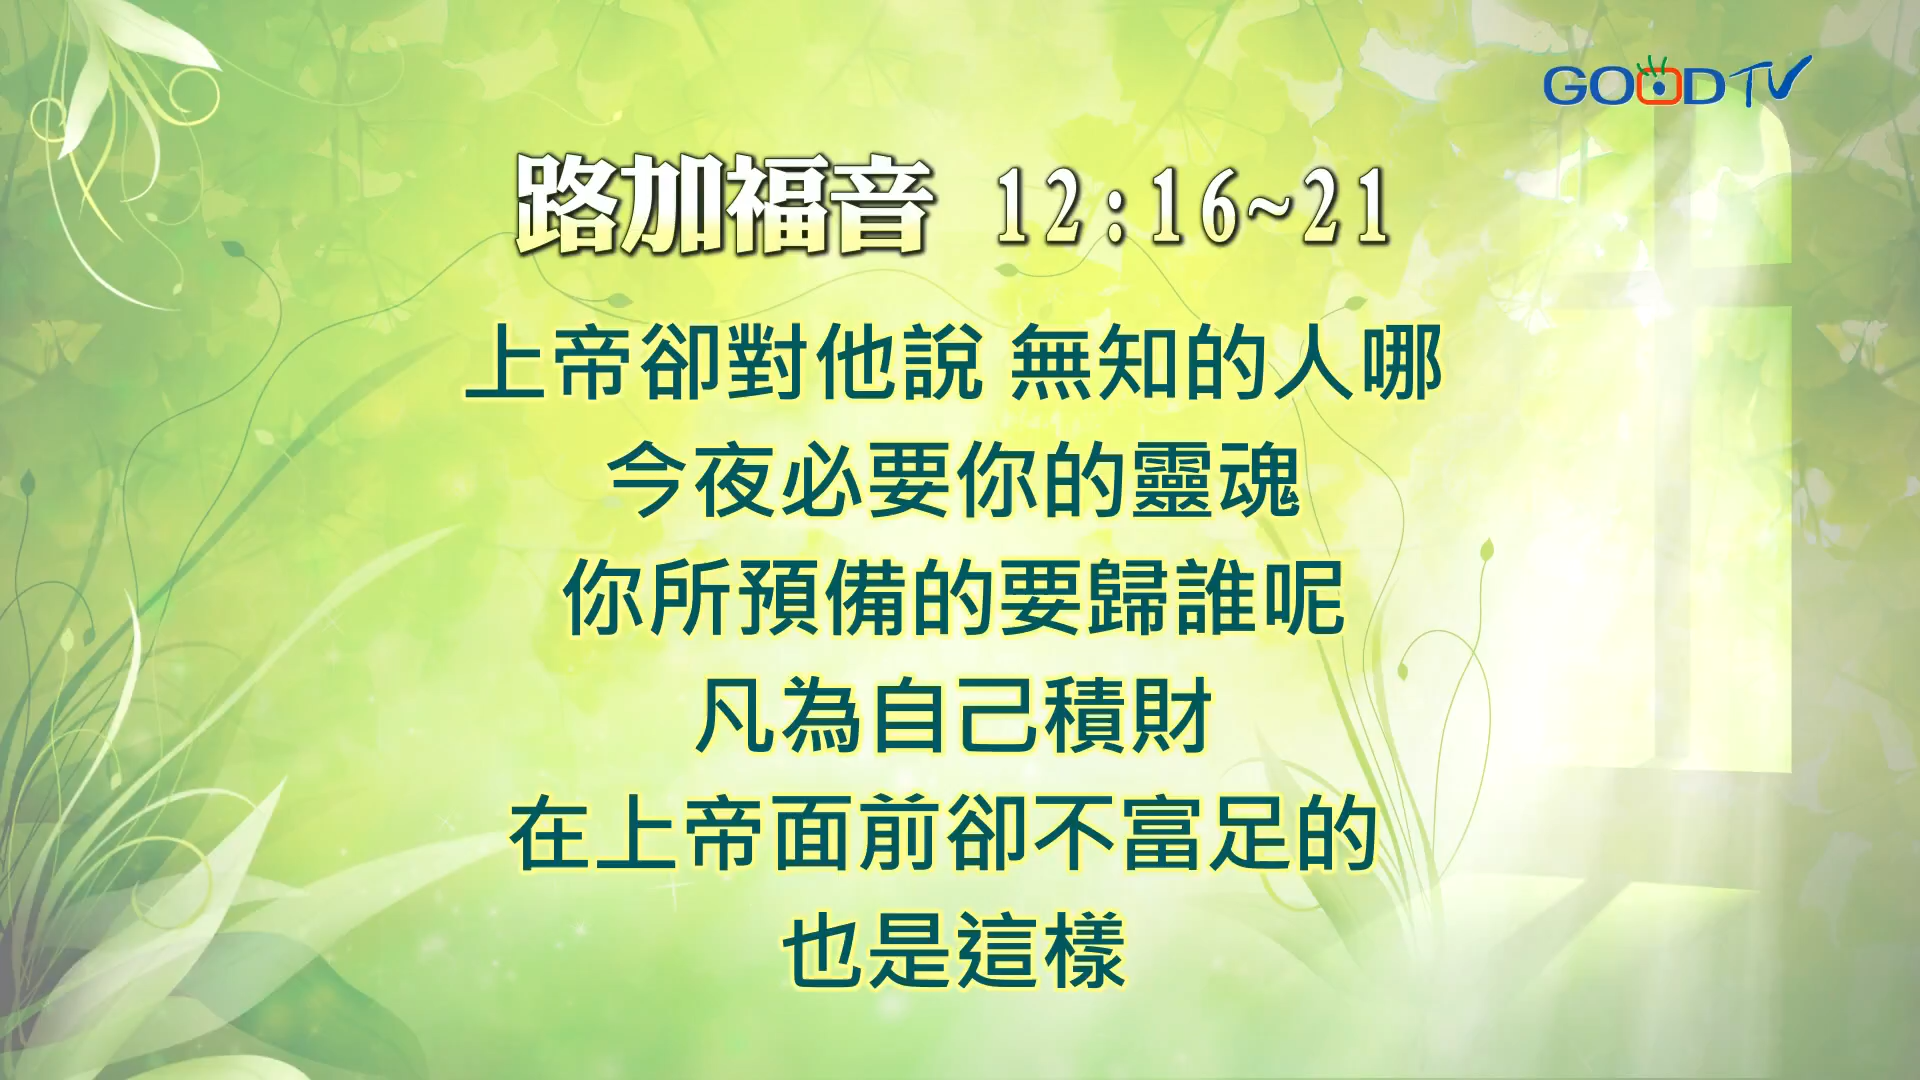 GOOD TV
路加福音 12:16~21
上帝卻對他說 無知的人哪
今夜必要你的靈魂
你所預備的要歸誰呢
凡為自己積財
在上帝面前卻不富足的
也是這樣